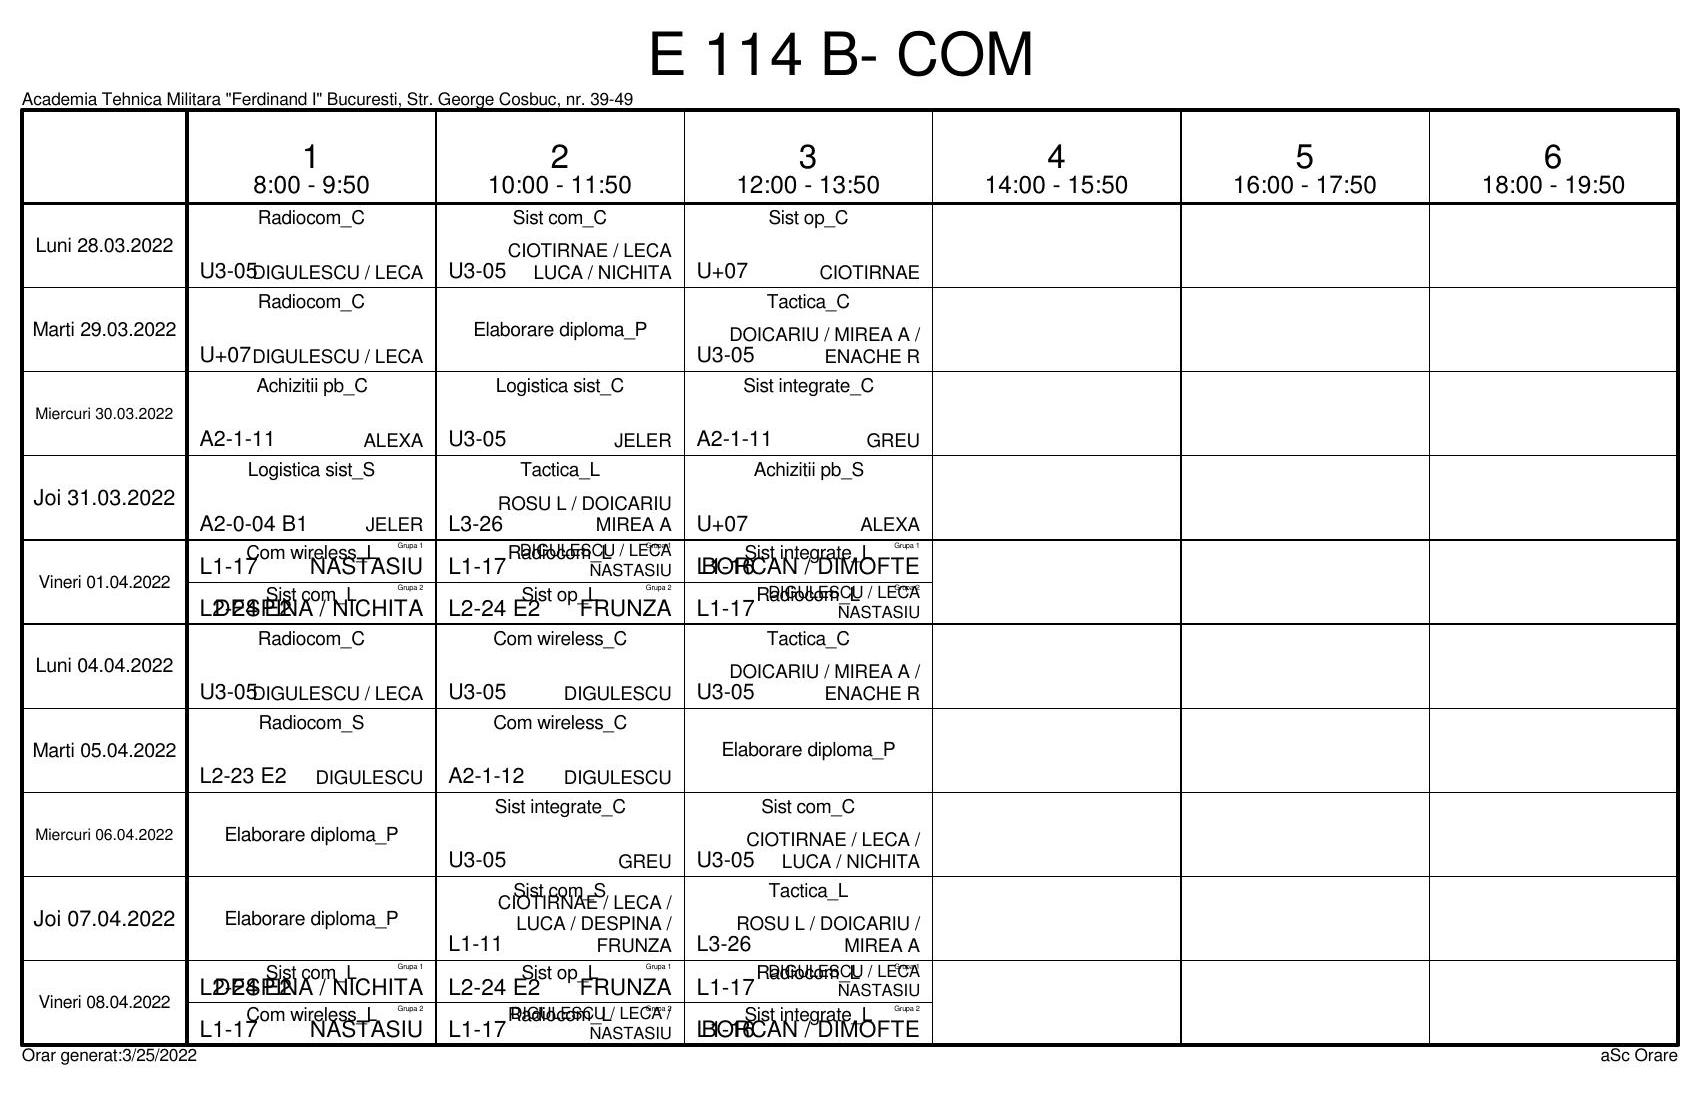 E 114 B- COM
Academia Tehnica Militara "Ferdinand I" Bucuresti, Str. George Cosbuc, nr. 39-49
1 2 3 4 5 6
8:00 - 9:50 10:00 - 11:50 12:00 - 13:50 14:00 - 15:50 16:00 - 17:50 18:00 - 19:50
Luni 28.03.2022
Radiocom_C
U3-05 DIGULESCU / LECA
Sist com_C
CIOTIRNAE / LECA
U3-05 LUCA / NICHITA
Sist op_C
U+07 CIOTIRNAE
Marti 29.03.2022
Radiocom_C
U+07 DIGULESCU / LECA
Elaborare diploma_P
Tactica_C
DOICARIU / MIREA A /
U3-05 ENACHE R
Miercuri 30.03.2022
Achizitii pb_C
A2-1-11 ALEXA
Logistica sist_C
U3-05 JELER
Sist integrate_C
A2-1-11 GREU
Joi 31.03.2022
Logistica sist_S
A2-0-04 B1 JELER
Tactica_L
ROSU L / DOICARIU
L3-26 MIREA A
Achizitii pb_S
U+07 ALEXA
Vineri 01.04.2022
Com wireless_L Grupa 1
L1-17 NASTASIU
Radiocom_L
DIGULESCU / LECA
L1-17 NASTASIU
Sist integrate_L Grupa 1
BORCAN / DIMOFTE
Sist com_L Grupa 2
L2-24 E2 DESPINA / NICHITA
Sist op_L Grupa 2
L2-24 E2 FRUNZA
Radiocom_L
DIGULESCU / LECA
L1-17 NASTASIU
Luni 04.04.2022
Radiocom_C
U3-05 DIGULESCU / LECA
Com wireless_C
U3-05 DIGULESCU
Tactica_C
DOICARIU / MIREA A /
U3-05 ENACHE R
Marti 05.04.2022
Radiocom_S
L2-23 E2 DIGULESCU
Com wireless_C
A2-1-12 DIGULESCU
Elaborare diploma_P
Miercuri 06.04.2022
Elaborare diploma_P
Sist integrate_C
U3-05 GREU
Sist com_C
CIOTIRNAE / LECA /
U3-05 LUCA / NICHITA
Joi 07.04.2022
Elaborare diploma_P
Sist com_S
CIOTIRNAE / LECA /
LUCA / DESPINA /
L1-11 FRUNZA
Tactica_L
ROSU L / DOICARIU /
L3-26 MIREA A
Vineri 08.04.2022
Sist com_L Grupa 1
L2-24 E2 DESPINA / NICHITA
Sist op_L Grupa 1
L2-24 E2 FRUNZA
Radiocom_L
DIGULESCU / LECA
L1-17 NASTASIU
Com wireless_L Grupa 2
L1-17 NASTASIU
Radiocom_L
DIGULESCU / LECA /
L1-17 NASTASIU
Sist integrate_L Grupa 2
BORCAN / DIMOFTE
Orar generat:3/25/2022
aSc Orare